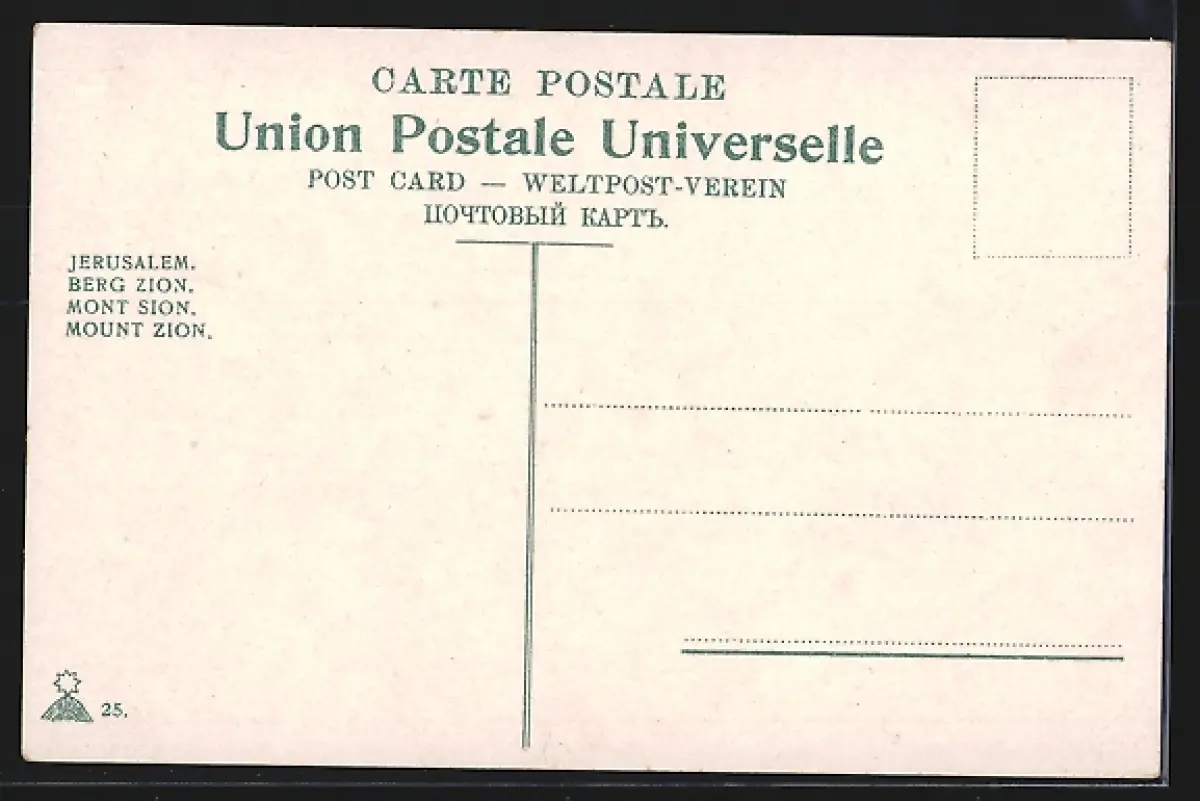 CARTE POSTALE
Union Postale Universelle
POST CARD — WELTPOST-VEREIN
ПОЧТОВЫЙ КАРТЪ.
JERUSALEM.
BERG ZION.
MONT SION.
MOUNT ZION.
25.